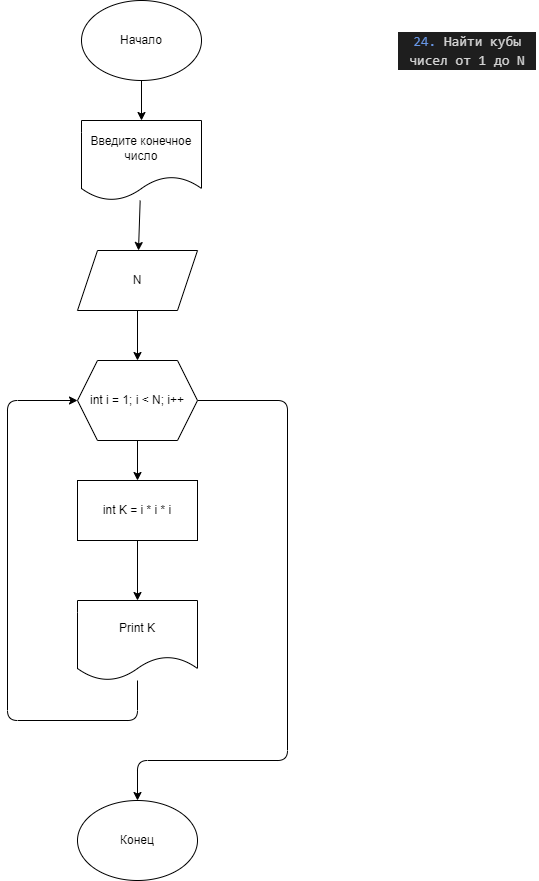 Начало
24. Найти кубы
чисел от 1 до N
Введите конечное
число
N
int i = 1; i < N; i++
int K = i * i * i
Print K
Конец